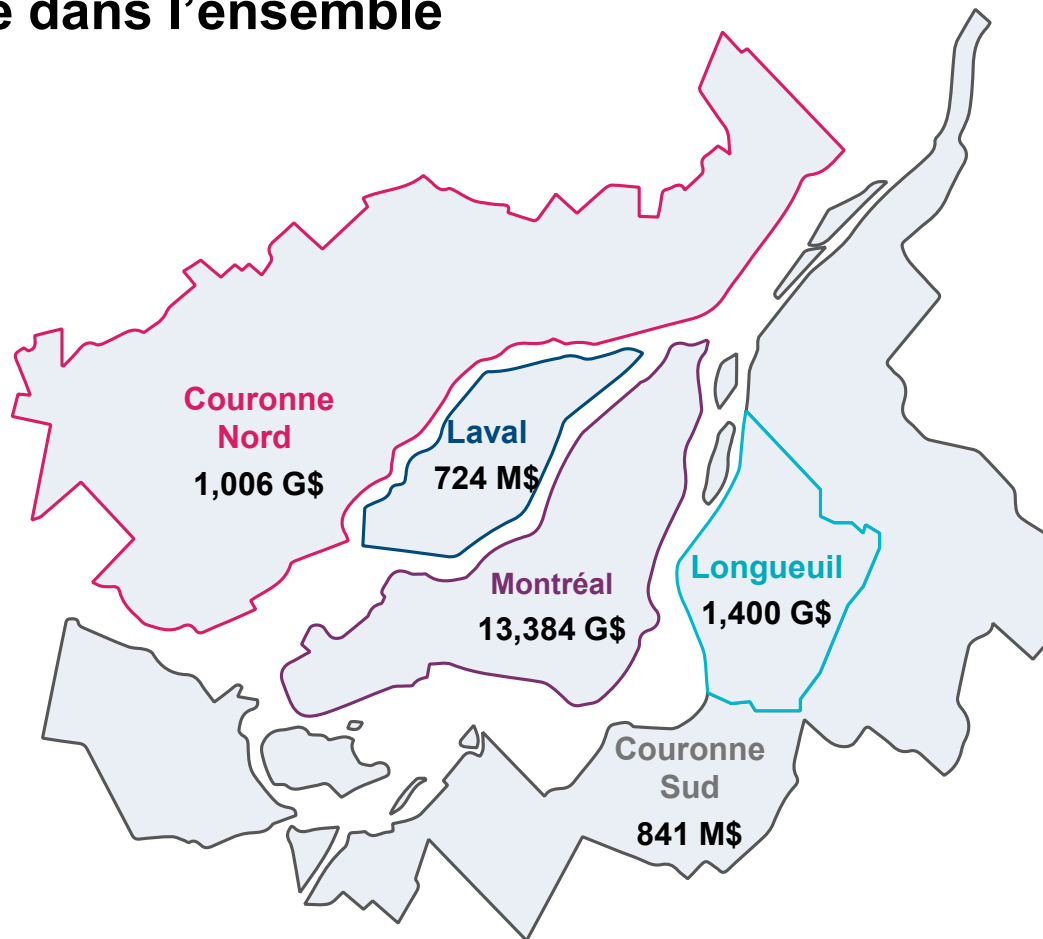 e dans l’ensemble
Couronne
Nord
1,006 G$
Laval
724 M$
Montréal
13,384 G$
Longueuil
1,400 G$
Couronne
Sud
841 M$